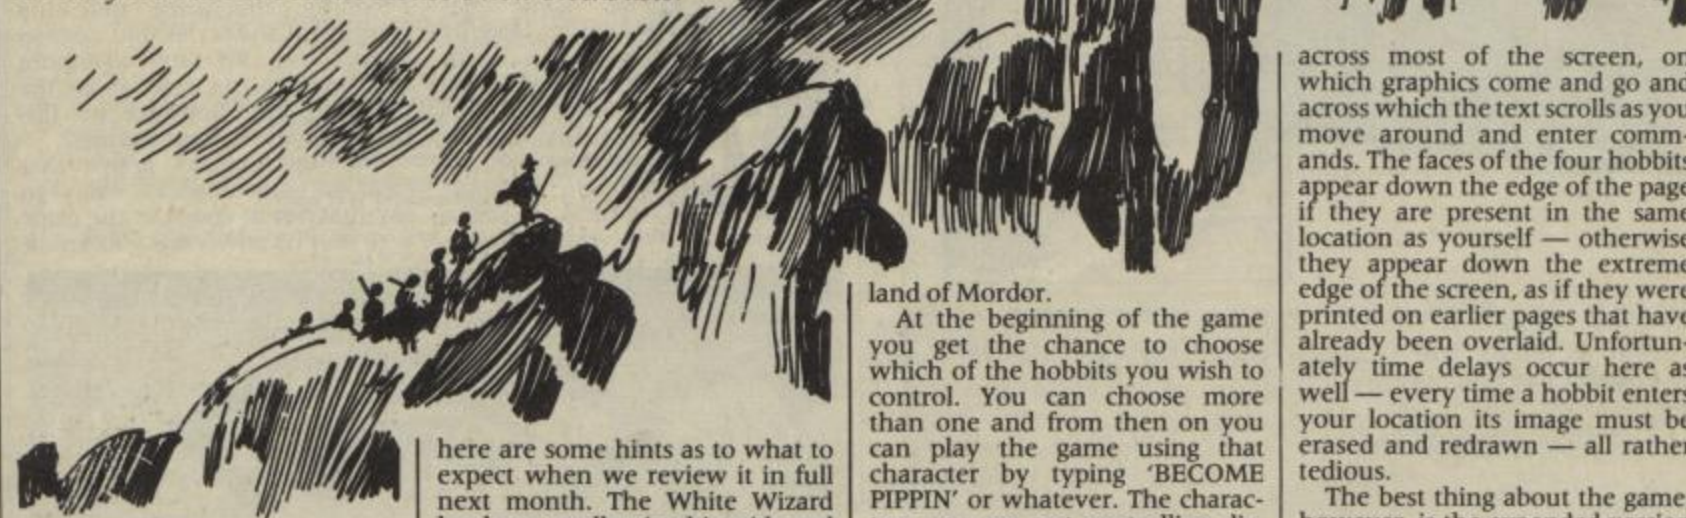 here are some hints as to what to
expect when we review it in full
next month. The White Wizard
land of Mordor.
At the beginning of the game
you get the chance to choose
which of the hobbits you wish to
control. You can choose more
than one and from then on you
can play the game using that
character by typing 'BECOME
PIPPIN' or whatever. The charac-
across most of the screen, on
which graphics come and go and
across which the text scrolls as you
move around and enter comm-
ands. The faces of the four hobbits
appear down the edge of the page
if they are present in the same
location as yourself — otherwise
they appear down the extreme
edge of the screen, as if they were
printed on earlier pages that have
already been overlaid. Unfortun-
ately time delays occur here as
well — every time a hobbit enters
your location its image must be
erased and redrawn — all rather
tedious.
The best thing about the game,